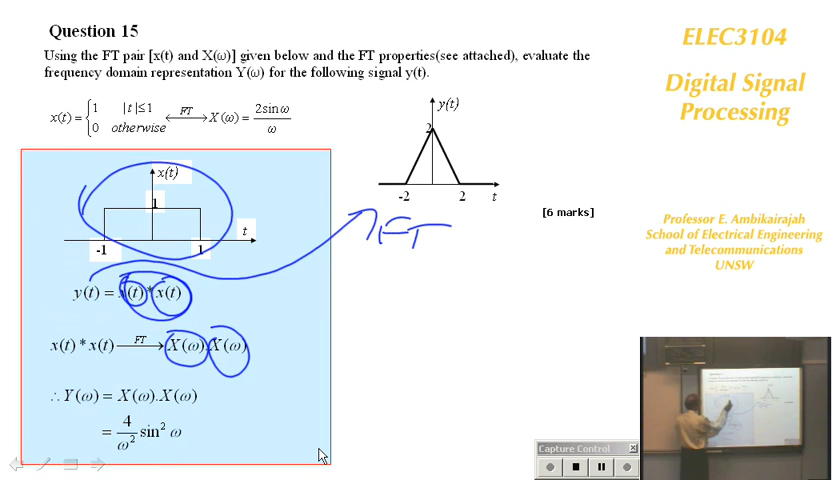 Question 15
Using the FT pair [x(t) and X(ω)] given below and the FT properties(see attached), evaluate the
frequency domain representation Y(ω) for the following signal y(t).
x(t) = {1 |t|≤1
0 otherwise
FT
⟷ X(ω) = 2sinω / ω
y(t)
2
-2 2 t
[6 marks]
FT
x(t)
1
t
-1 1
y(t) = x(t) * x(t)
x(t) * x(t) FT → X(ω).X(ω)
∴ Y(ω) = X(ω).X(ω)
= 4/ω² sin² ω
ELEC3104
Digital Signal
Processing
Professor E. Ambikairajah
School of Electrical Engineering
and Telecommunications
UNSW
Capture Control